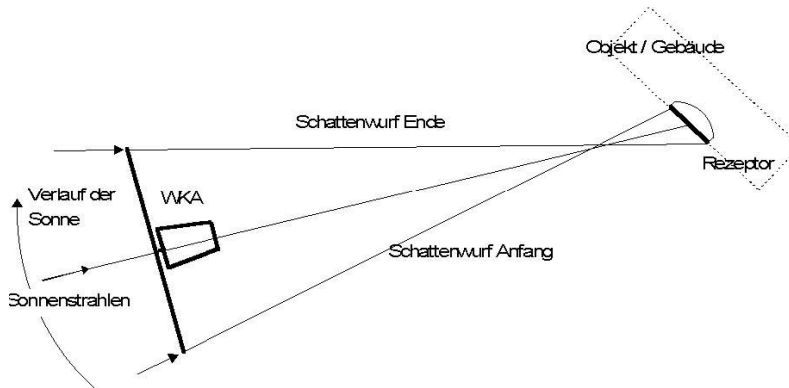 Objekt / Gebäude
Schattenwurf Ende
Rezeptor
Verlauf der
Sonne
WKA
Schattenwurf Anfang
Sonnenstrahlen